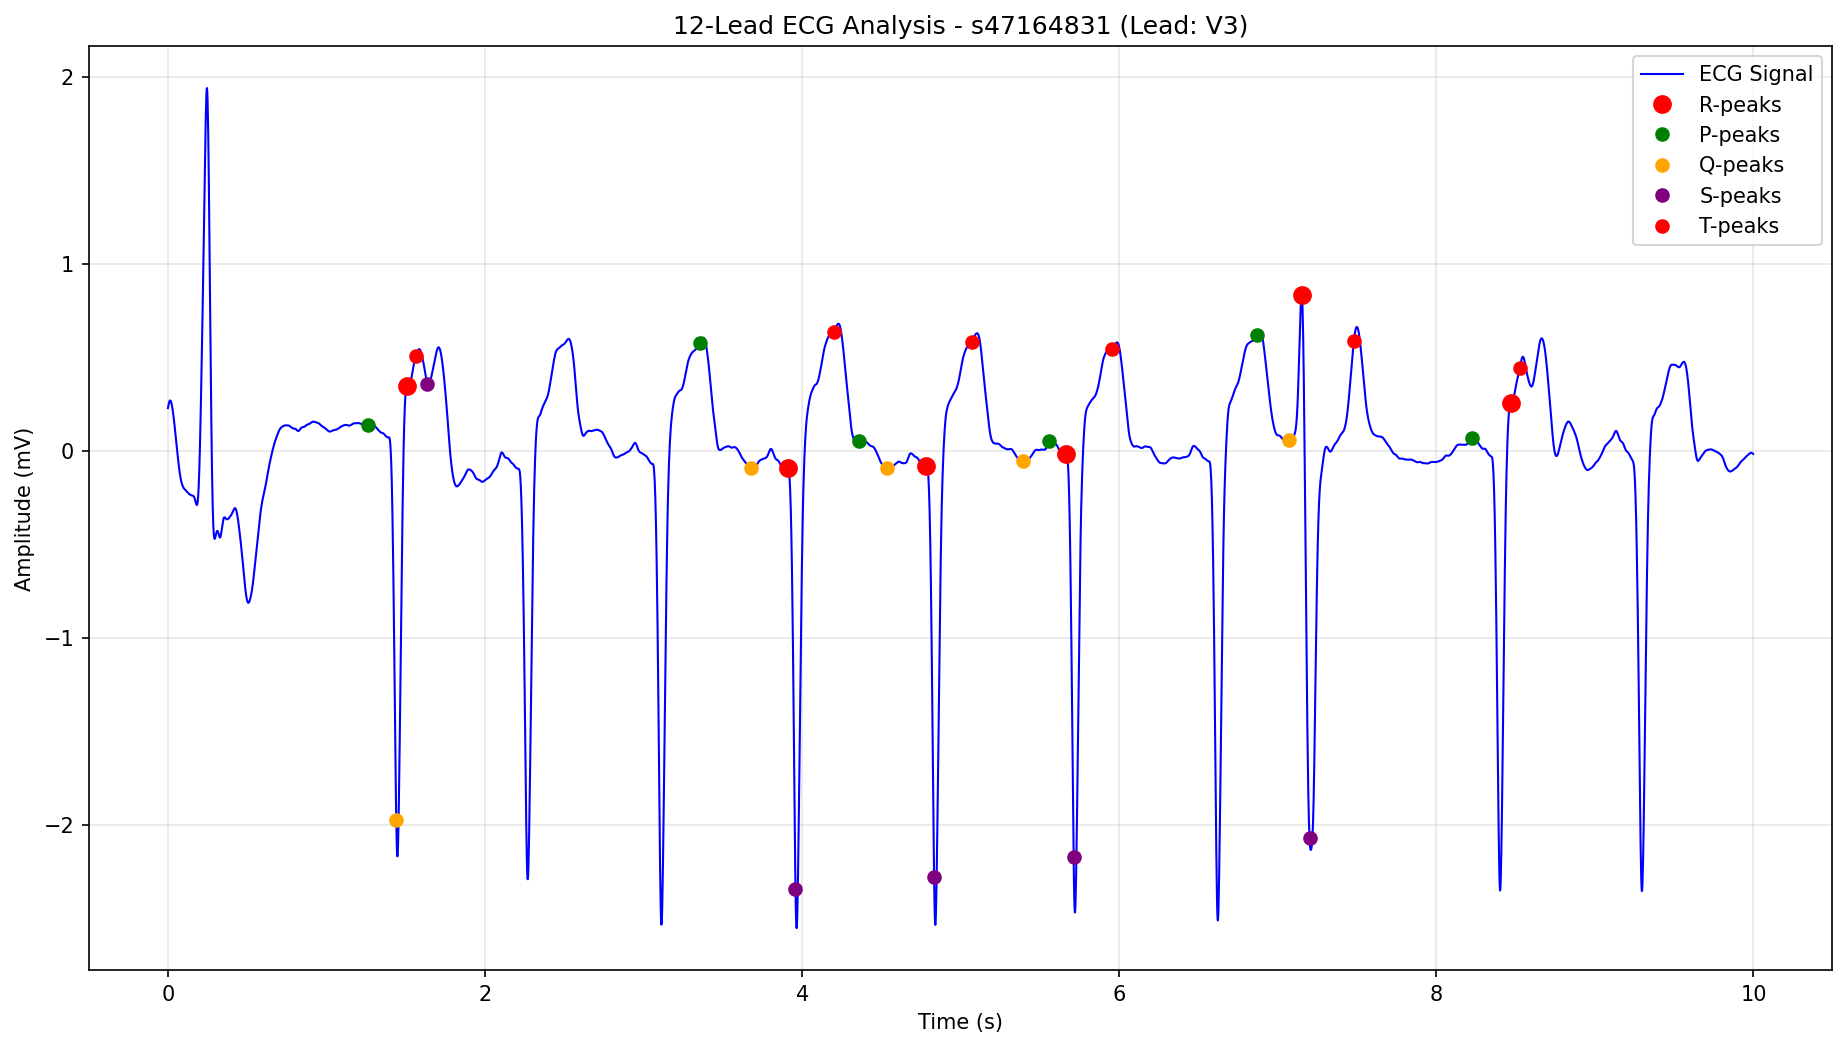 12-Lead ECG Analysis - s47164831 (Lead: V3)
ECG Signal
R-peaks
P-peaks
Q-peaks
S-peaks
T-peaks
Amplitude (mV)
2
1
0
−1
−2
0 2 4 6 8 10
Time (s)